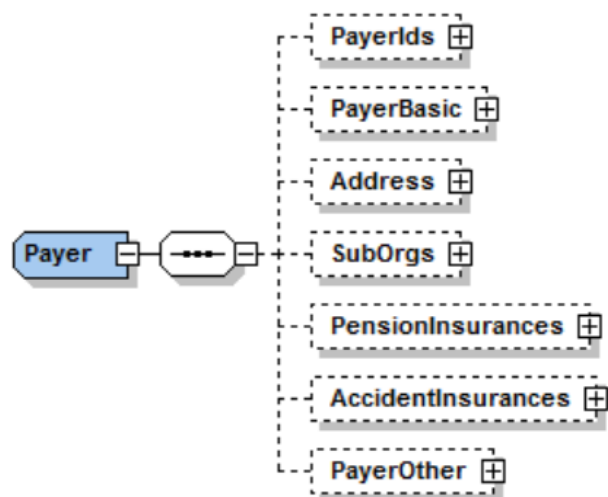 PayerIds
PayerBasic
Address
Payer
SubOrgs
PensionInsurances
AccidentInsurances
PayerOther